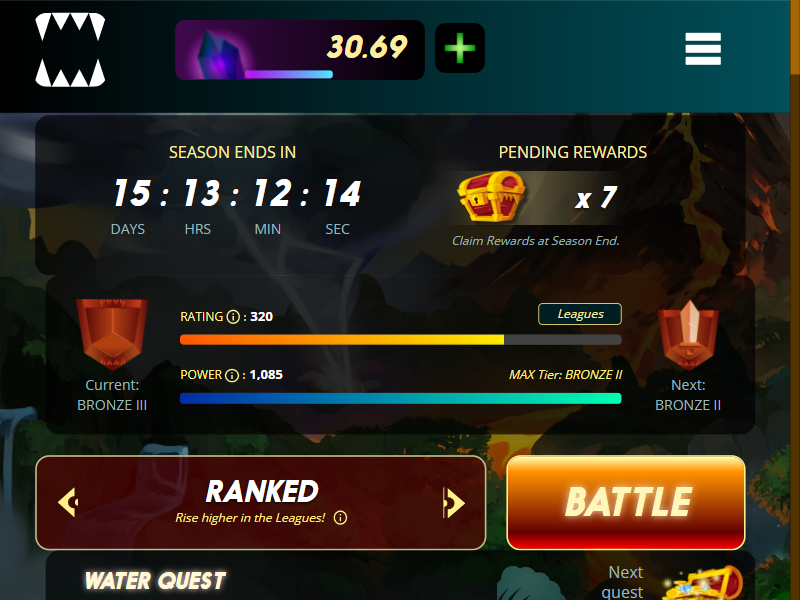 30.69
SEASON ENDS IN
15 : 13 : 12 : 14
DAYS HRS MIN SEC
PENDING REWARDS
x 7
Claim Rewards at Season End.
RATING : 320
Leagues
POWER : 1,085
MAX Tier: BRONZE II
Current:
BRONZE III
Next:
BRONZE II
RANKED
Rise higher in the Leagues!
BATTLE
WATER QUEST
Next
quest